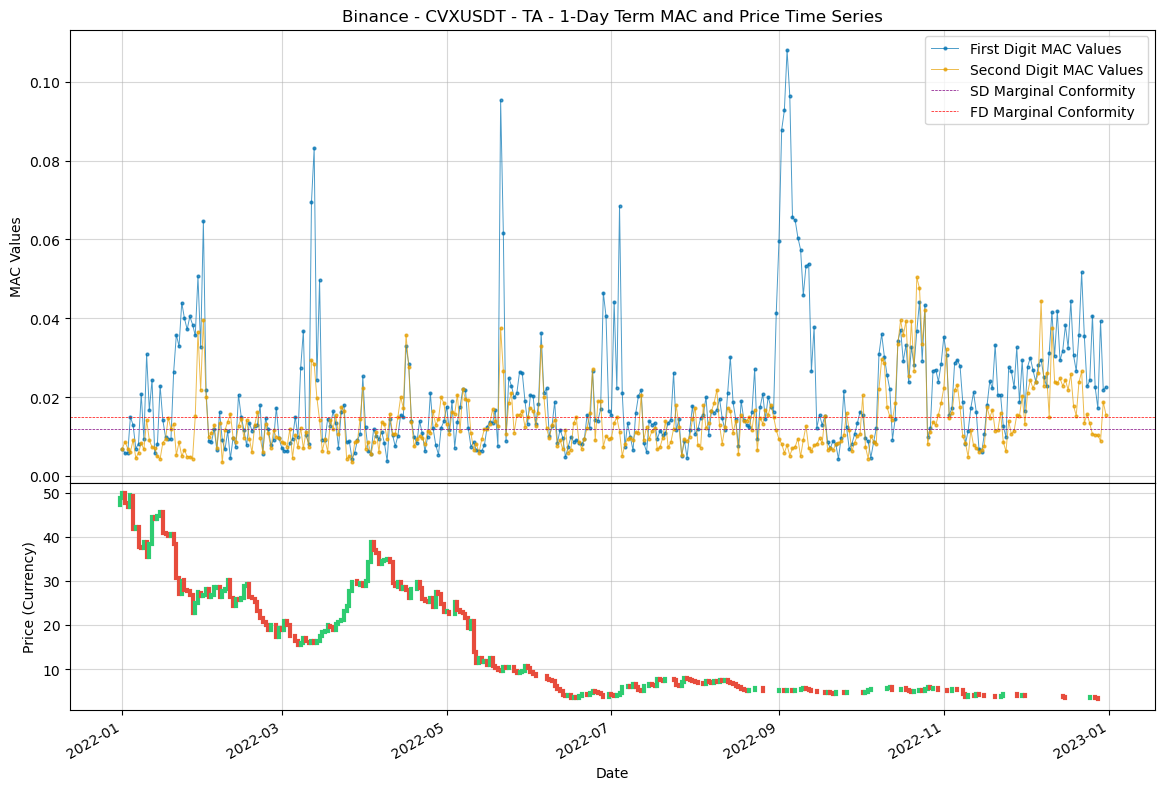 Binance - CVXUSDT - TA - 1-Day Term MAC and Price Time Series
First Digit MAC Values
Second Digit MAC Values
SD Marginal Conformity
FD Marginal Conformity
MAC Values
0.10
0.08
0.06
0.04
0.02
0.00
Price (Currency)
50
40
30
20
10
2022-01
2022-03
2022-05
2022-07
2022-09
2022-11
2023-01
Date